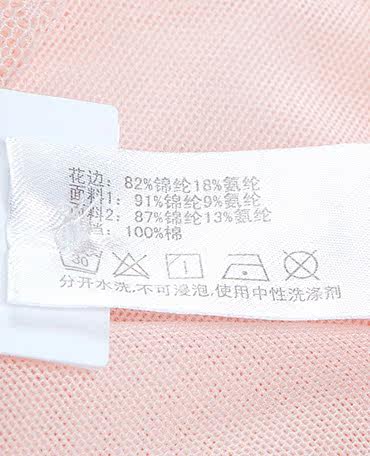 花边: 82%锦纶18%氨纶
面料1: 91%锦纶9%氨纶
料2: 87%锦纶13%氨纶
档: 100%棉
30
分开水洗,不可浸泡,使用中性洗涤剂